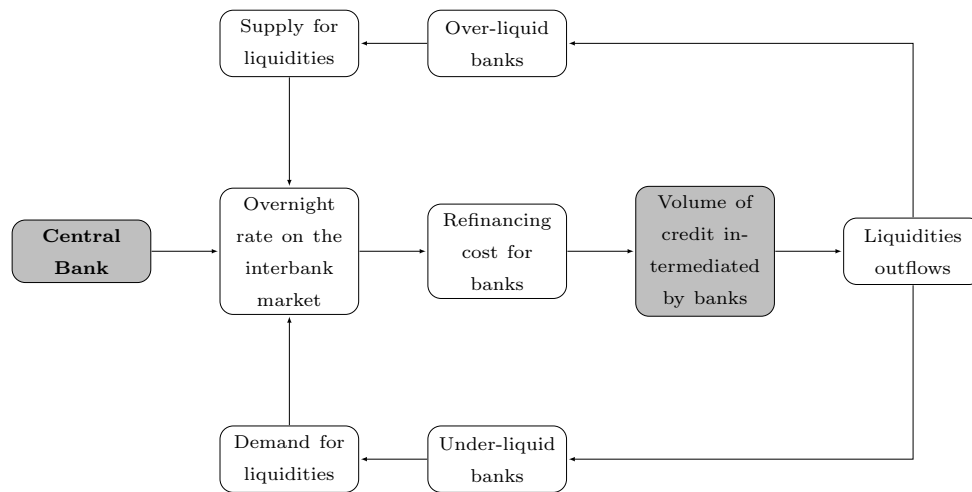 Supply for
liquidities
Over-liquid
banks
Central
Bank
Overnight
rate on the
interbank
market
Refinancing
cost for
banks
Volume of
credit in-
termediated
by banks
Liquidities
outflows
Demand for
liquidities
Under-liquid
banks